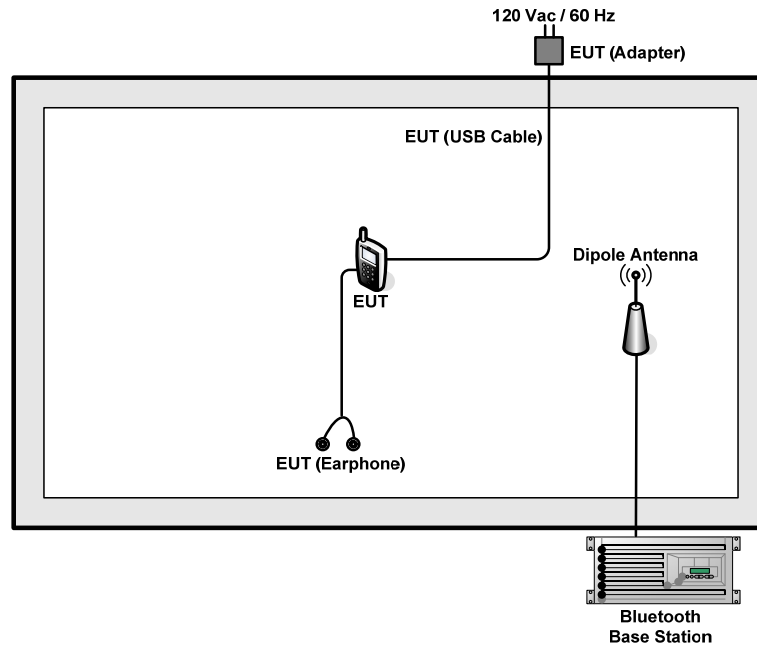 120 Vac / 60 Hz
EUT (Adapter)
EUT (USB Cable)
Dipole Antenna
EUT
EUT (Earphone)
Bluetooth
Base Station